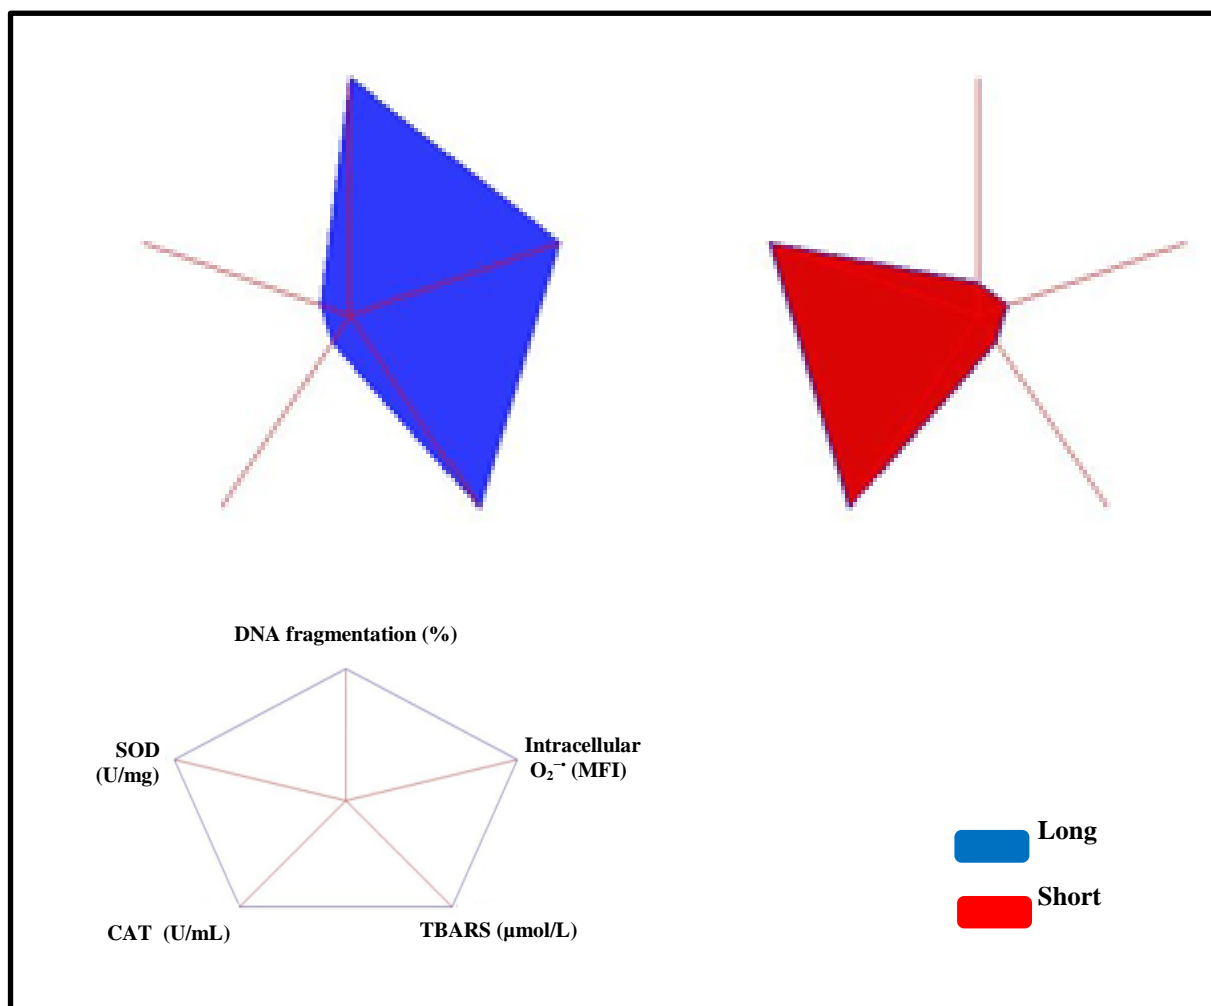 DNA fragmentation (%)
SOD
(U/mg)
Intracellular
O₂⁻• (MFI)
CAT (U/mL)
TBARS (µmol/L)
Long
Short